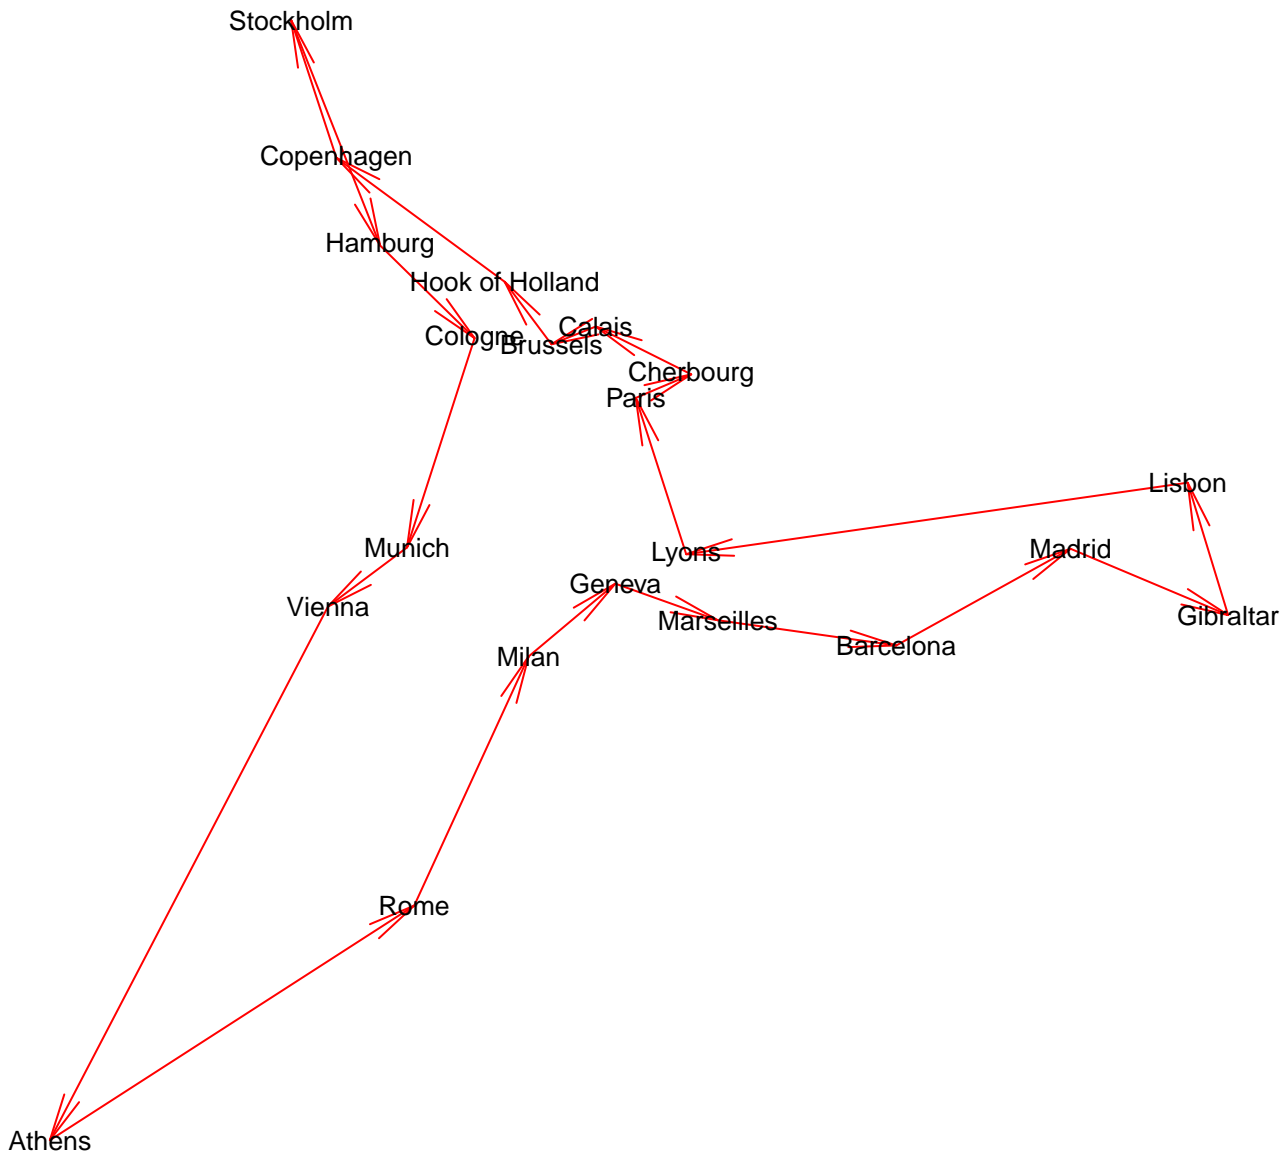 Stockholm
Copenhagen
Hamburg
Hook of Holland
Calais
Cologne
Brussels
Cherbourg
Paris
Lisbon
Munich
Lyons
Madrid
Geneva
Vienna
Marseilles
Gibraltar
Barcelona
Milan
Rome
Athens